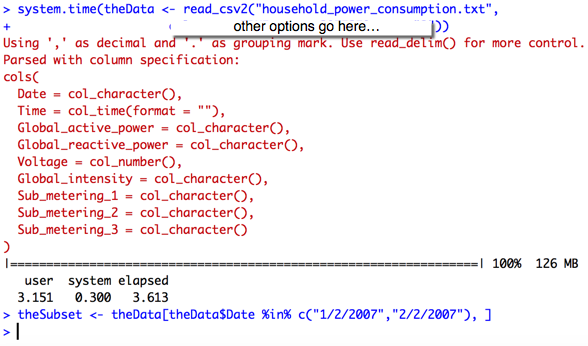 > system.time(theData <- read_csv2("household_power_consumption.txt",
+ other options go here… ))
Using ',' as decimal and '.' as grouping mark. Use read_delim() for more control.
Parsed with column specification:
cols(
  Date = col_character(),
  Time = col_time(format = ""),
  Global_active_power = col_character(),
  Global_reactive_power = col_character(),
  Voltage = col_number(),
  Global_intensity = col_character(),
  Sub_metering_1 = col_character(),
  Sub_metering_2 = col_character(),
  Sub_metering_3 = col_character()
)
|=================================================================| 100%  126 MB
   user  system elapsed
  3.151   0.300   3.613
> theSubset <- theData[theData$Date %in% c("1/2/2007","2/2/2007"), ]
>